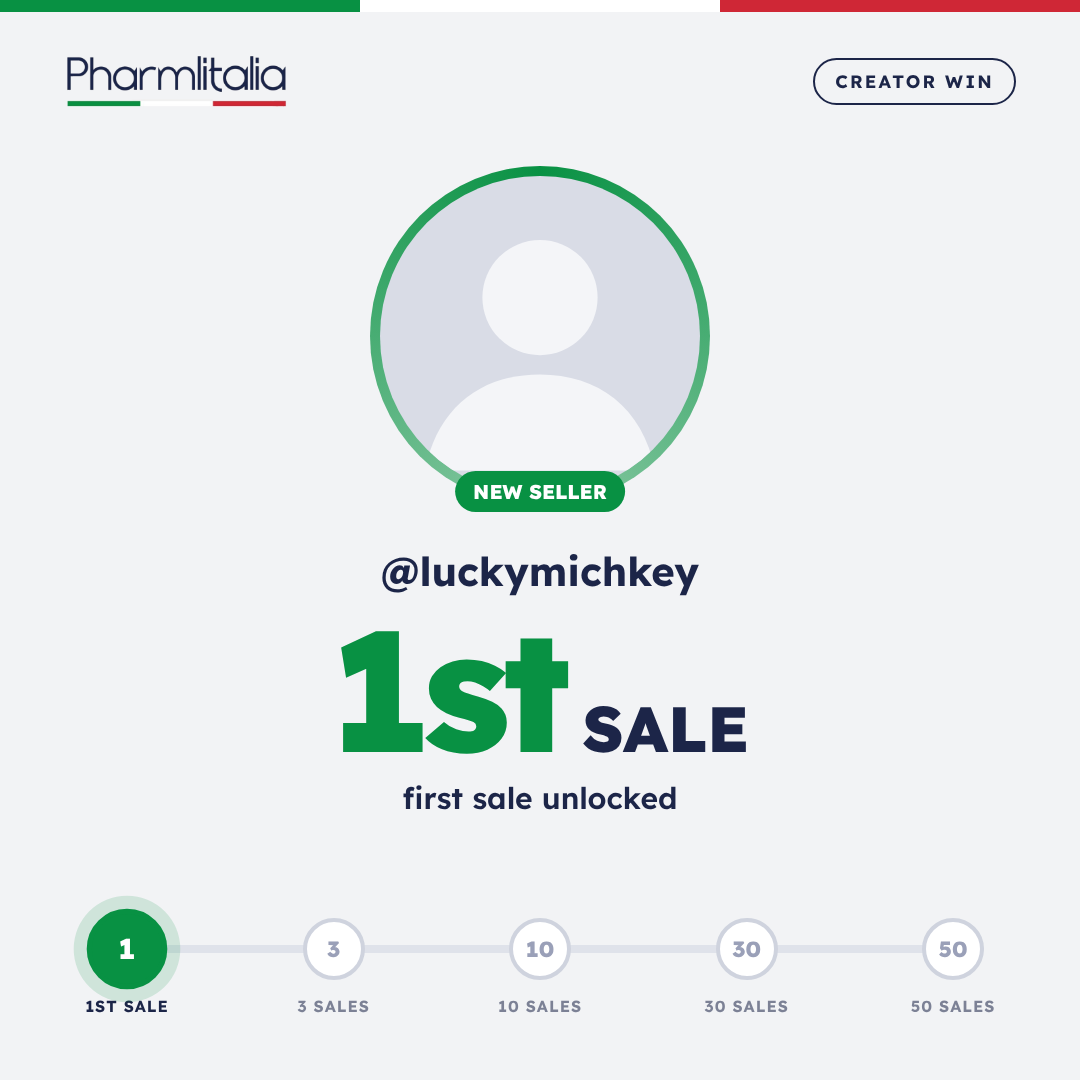 PharmItalia
CREATOR WIN
NEW SELLER
@luckymichkey
1st SALE
first sale unlocked
1
3
10
30
50
1ST SALE
3 SALES
10 SALES
30 SALES
50 SALES